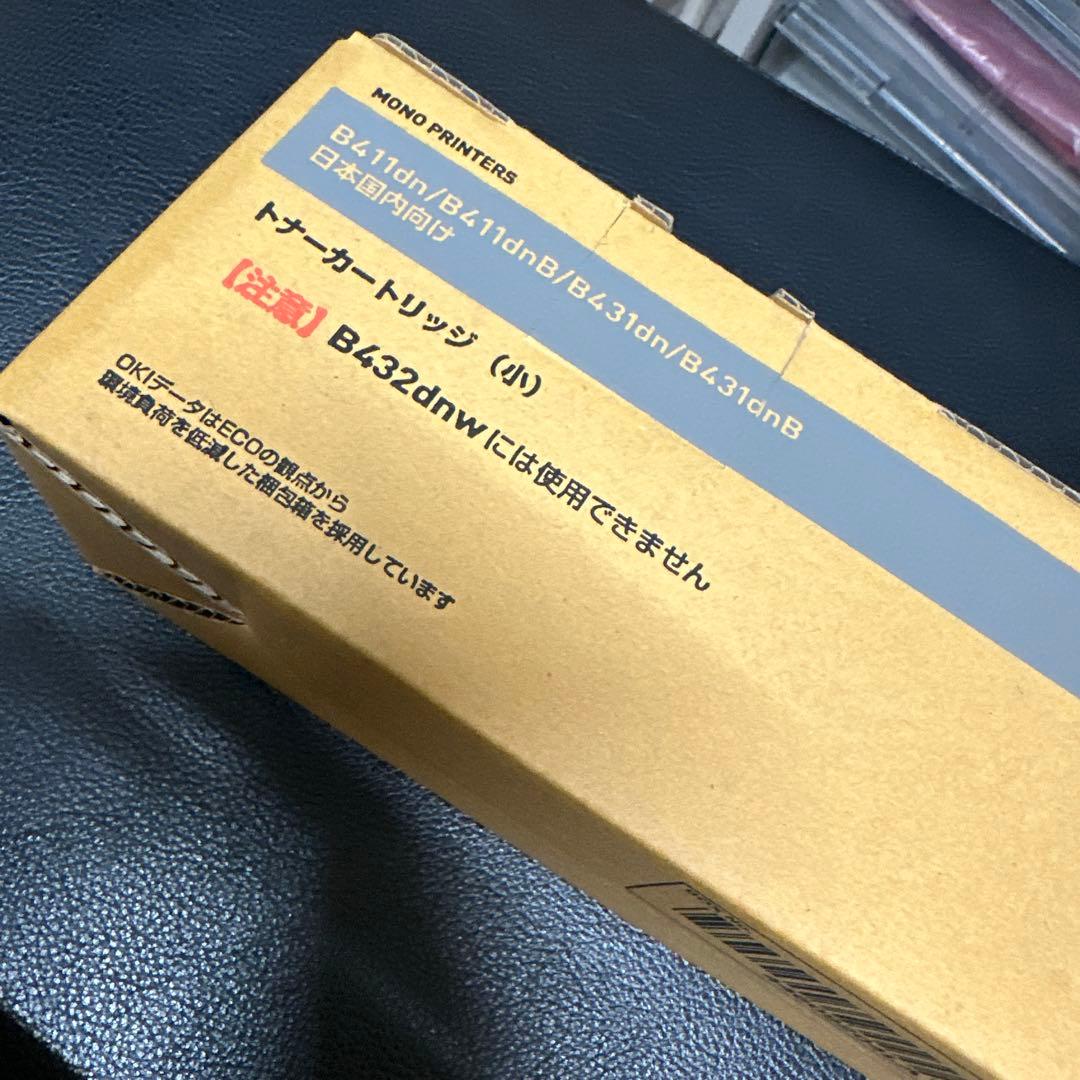 MONO PRINTERS
B411dn/B411dnB/B431dn/B431dnB
日本国内向け
トナーカートリッジ（小）
【注意】B432dnwには使用できません
OKIデータはECOの観点から
環境負荷を低減した梱包箱を採用しています